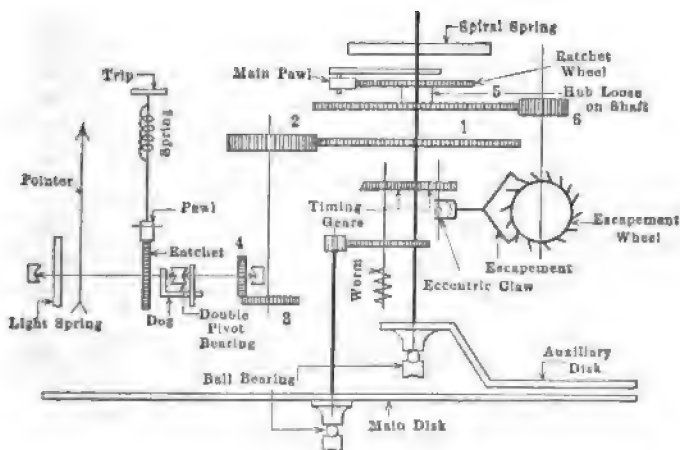 Spiral Spring
Trip
Main Pawl
Ratchet
Wheel
5
Hub Loose
on Shaft
Spring
2
1
6
Pointer
Pawl
Timing
Gears
Escapement
Wheel
Ratchet
4
Escapement
Worm
Eccentric Claw
Light Spring
Dog
Double
Pivot
Bearing
3
Auxiliary
Disk
Ball Bearing
Main Disk